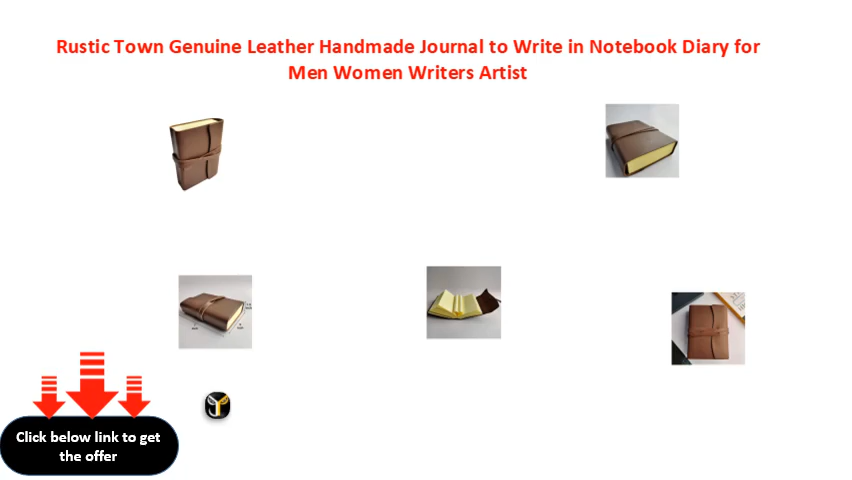 Rustic Town Genuine Leather Handmade Journal to Write in Notebook Diary for
Men Women Writers Artist
Click below link to get
the offer